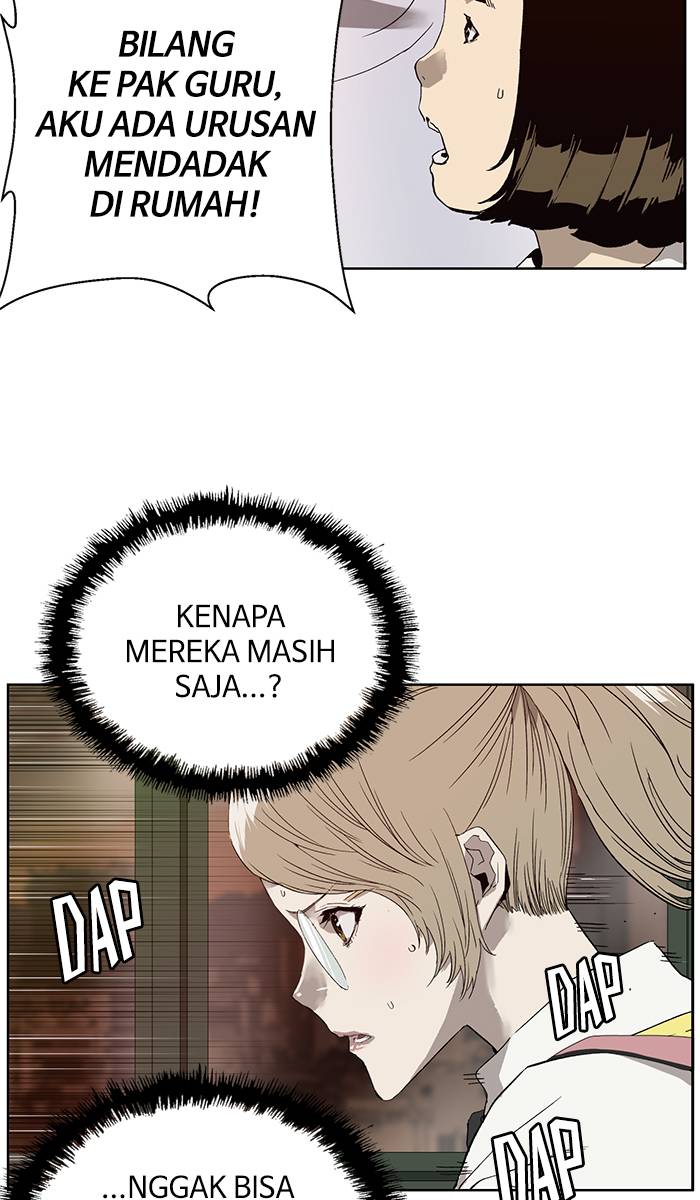 BILANG
KE PAK GURU,
AKU ADA URUSAN
MENDADAK
DI RUMAH!
KENAPA
MEREKA MASIH
SAJA...?
DAP
DAP
DAP
...NGGAK BISA